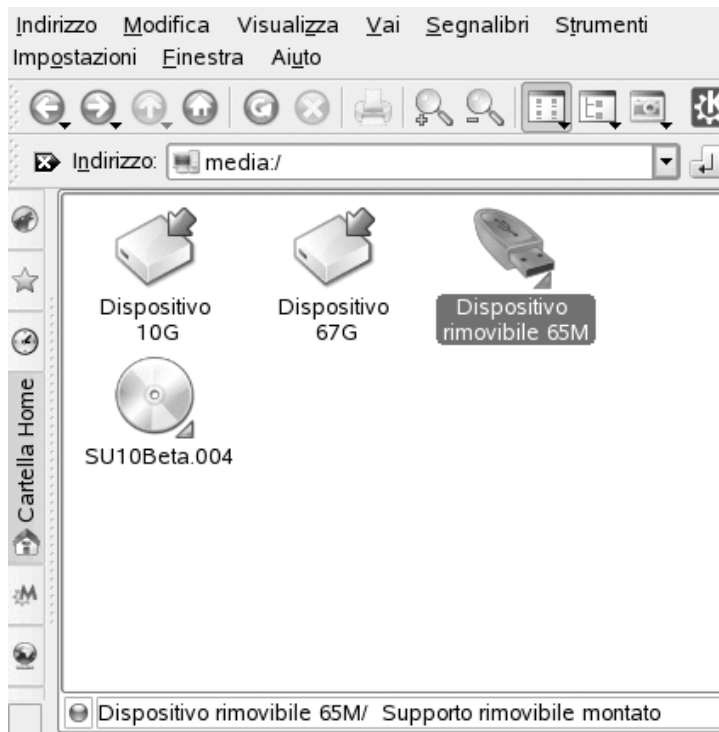 Indirizzo Modifica Visualizza Vai Segnalibri Strumenti
Impostazioni Finestra Aiuto
Indirizzo: media:/
Dispositivo
10G
Dispositivo
67G
Dispositivo
rimovibile 65M
SU10Beta.004
Cartella Home
Dispositivo rimovibile 65M/ Supporto rimovibile montato